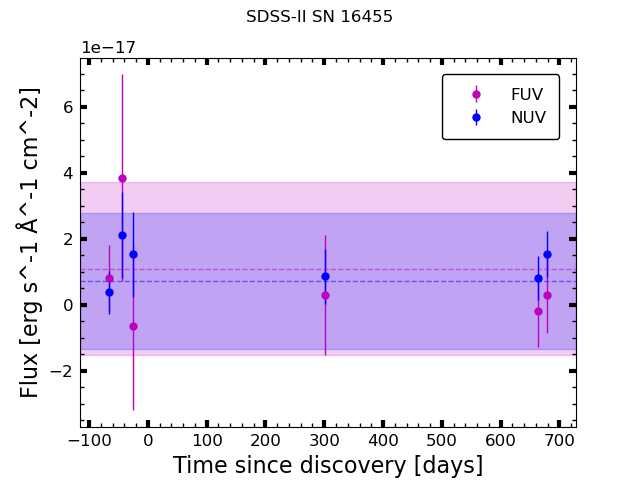 SDSS-II SN 16455
1e−17
FUV
NUV
6
4
2
0
−2
Flux [erg s^-1 Å^-1 cm^-2]
−100 0 100 200 300 400 500 600 700
Time since discovery [days]